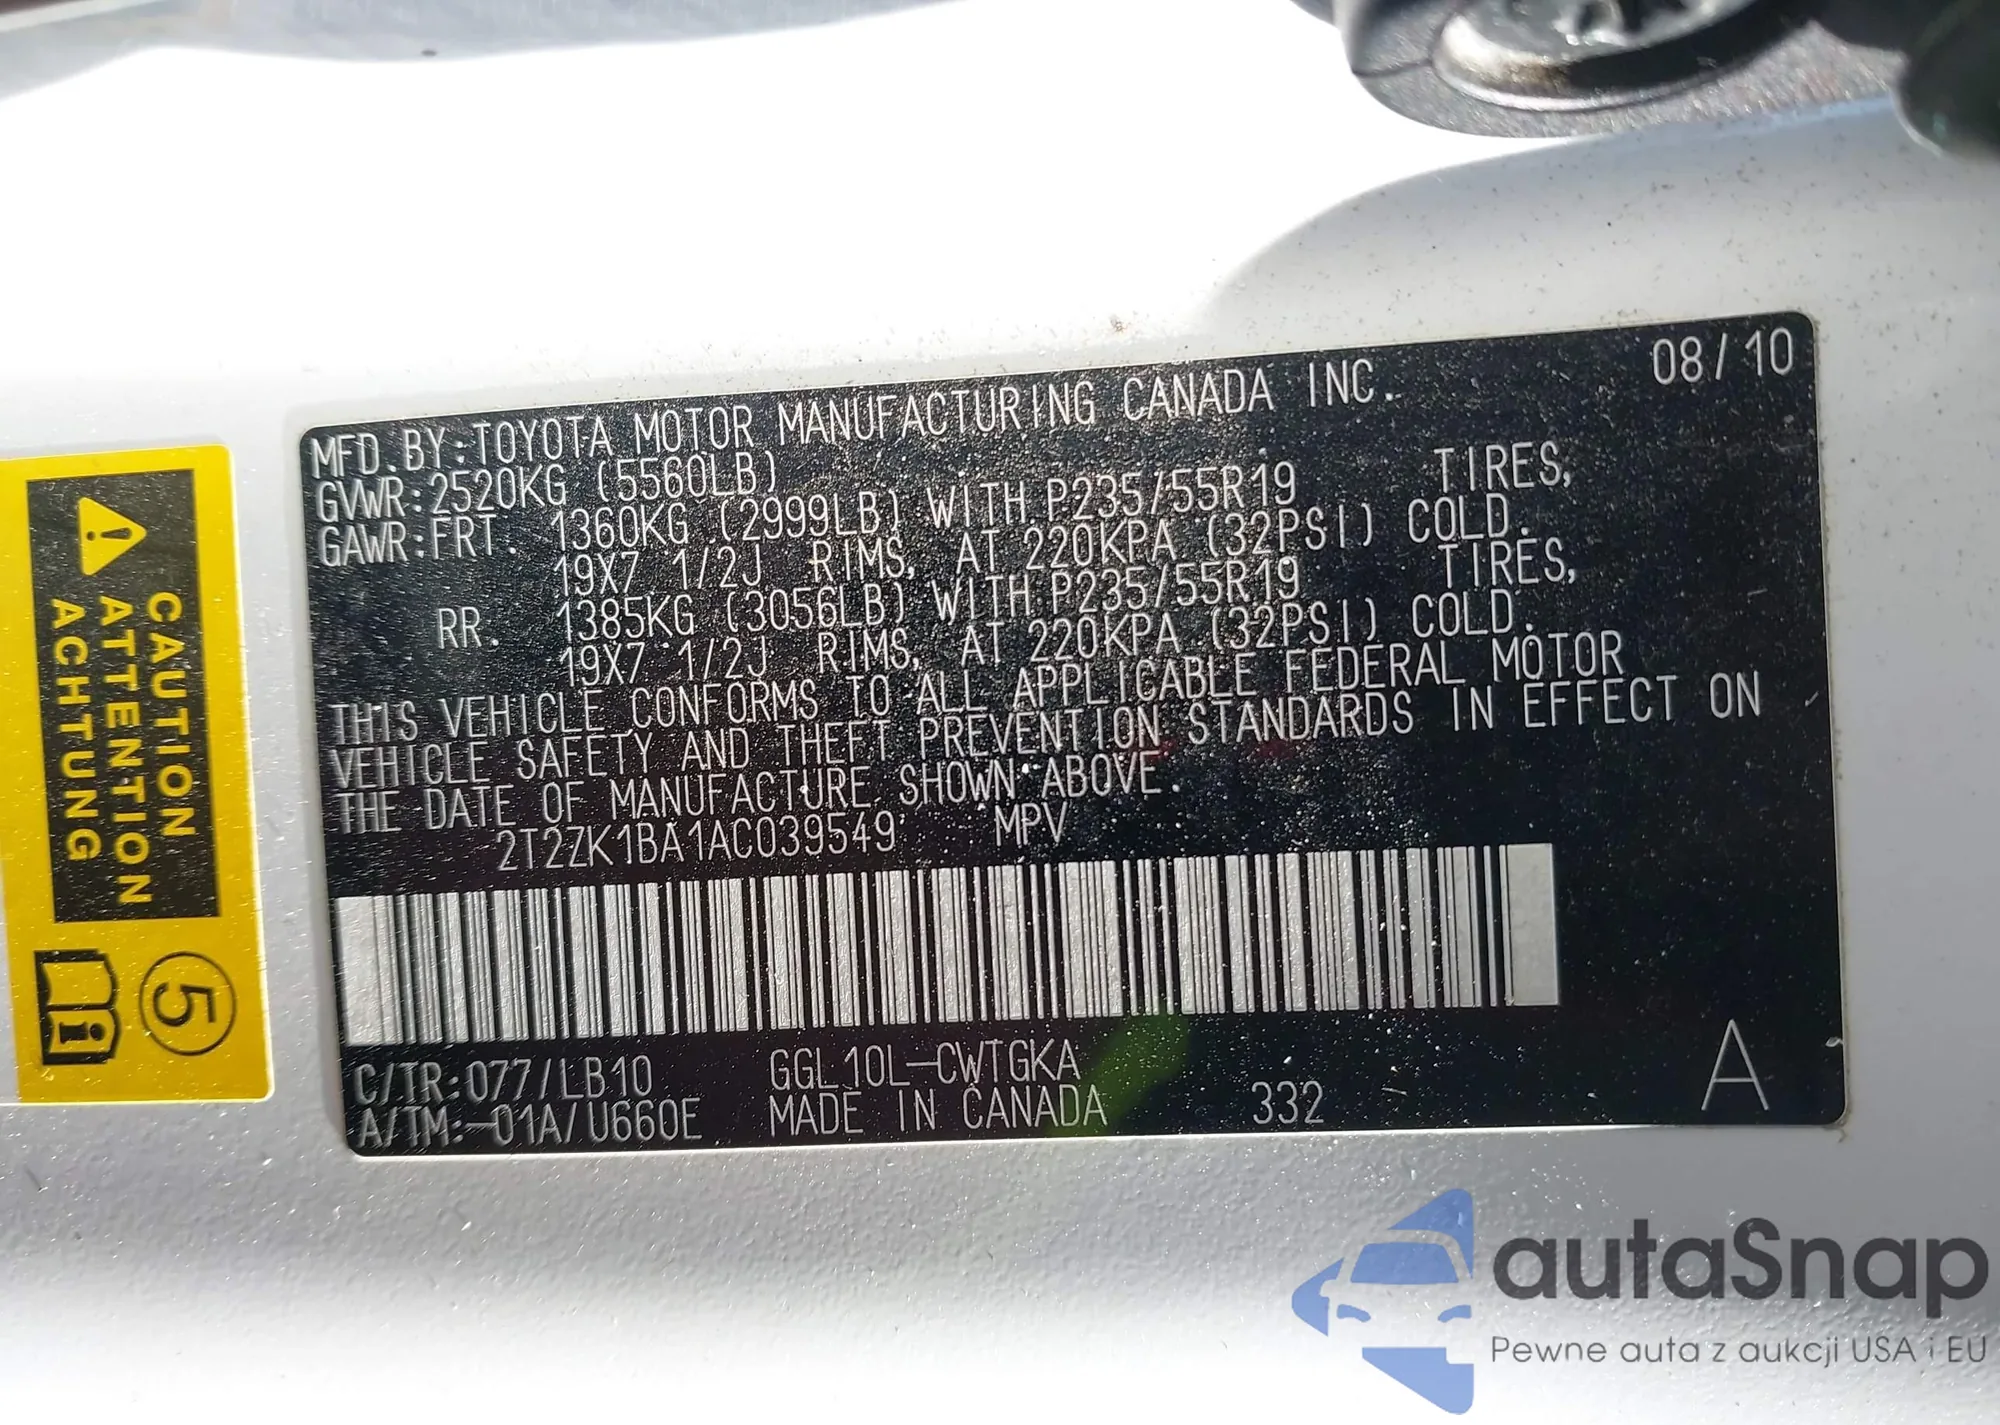 08/10
MFD.BY:TOYOTA MOTOR MANUFACTURING CANADA INC.
GVWR:2520KG (5560LB)
GAWR:FRT. 1360KG (2999LB) WITH P235/55R19 TIRES,
19X7 1/2J RIMS, AT 220KPA (32PSI) COLD.
RR. 1385KG (3056LB) WITH P235/55R19 TIRES,
19X7 1/2J RIMS, AT 220KPA (32PSI) COLD.
THIS VEHICLE CONFORMS TO ALL APPLICABLE FEDERAL MOTOR
VEHICLE SAFETY AND THEFT PREVENTION STANDARDS IN EFFECT ON
THE DATE OF MANUFACTURE SHOWN ABOVE.
2T2ZK1BA1AC039549 MPV
C/TR:077/LB10 GGL10L-CWTGKA
A/TM:-01A/U660E MADE IN CANADA 332 A
CAUTION
ATTENTION
ACHTUNG
5
i
autaSnap
Pewne auta z aukcji USA i EU